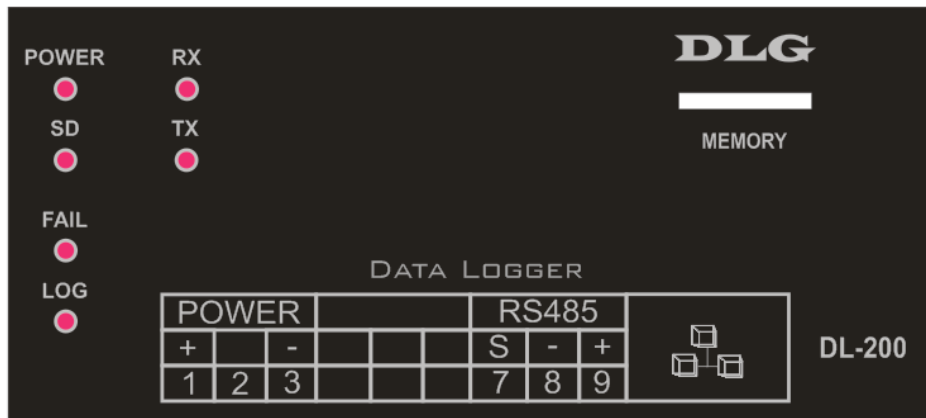 POWER RX
SD TX
FAIL
LOG
DLG
MEMORY
DATA LOGGER
POWER RS485
+ - S - +
1 2 3 7 8 9
DL-200